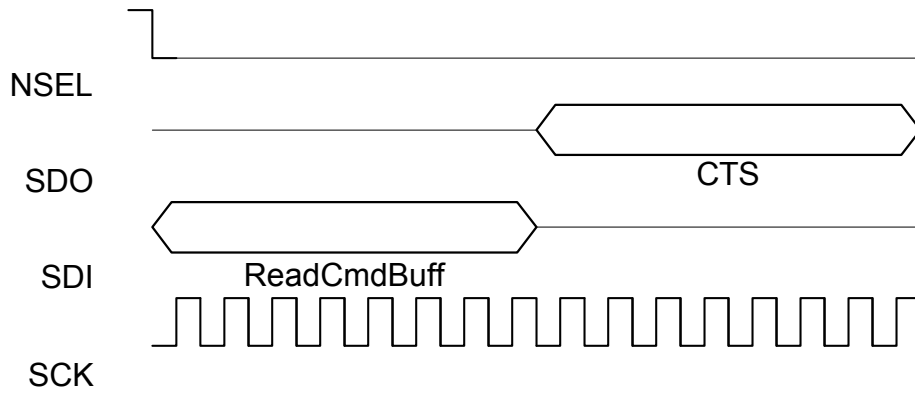 NSEL
CTS
SDO
ReadCmdBuff
SDI
SCK